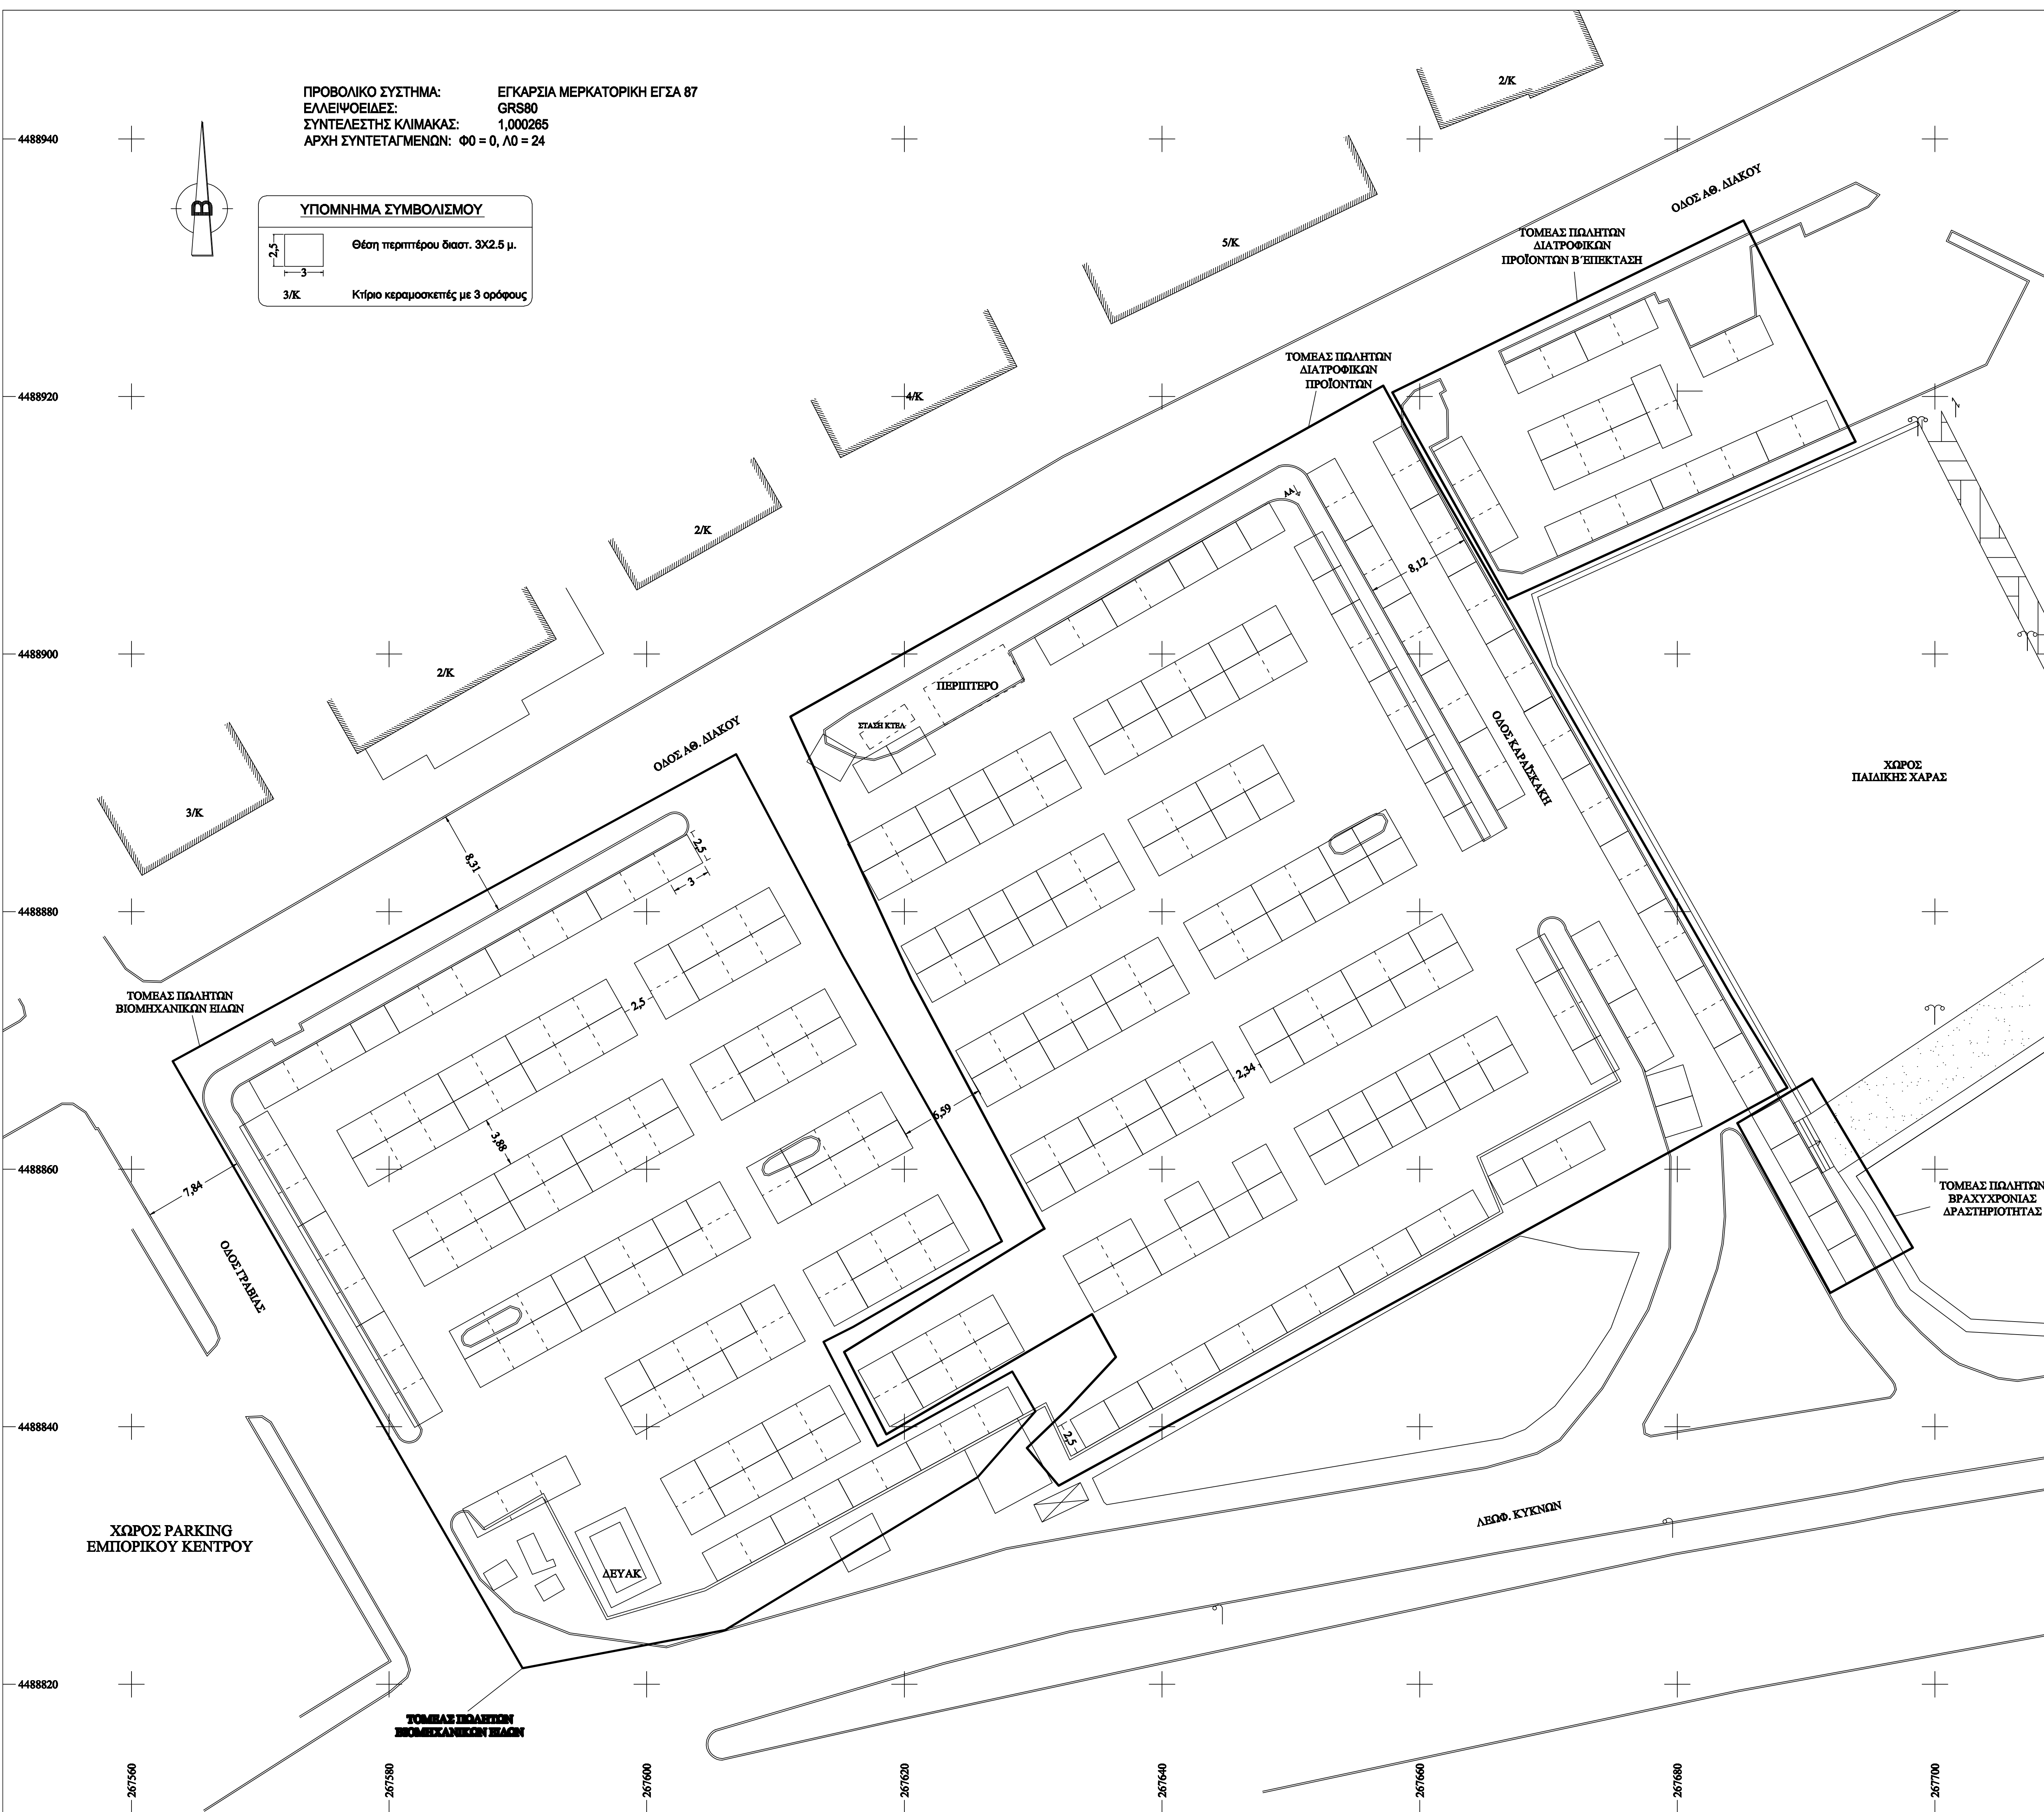 ΠΡΟΒΟΛΙΚΟ ΣΥΣΤΗΜΑ: ΕΓΚΑΡΣΙΑ ΜΕΡΚΑΤΟΡΙΚΗ ΕΓΣΑ 87
ΕΛΛΕΙΨΟΕΙΔΕΣ: GRS80
ΣΥΝΤΕΛΕΣΤΗΣ ΚΛΙΜΑΚΑΣ: 1,000265
ΑΡΧΗ ΣΥΝΤΕΤΑΓΜΕΝΩΝ: Φ0 = 0, Λ0 = 24
Β
ΥΠΟΜΝΗΜΑ ΣΥΜΒΟΛΙΣΜΟΥ
2,5
3
Θέση περιπτέρου διαστ. 3Χ2.5 μ.
3/Κ
Κτίριο κεραμοσκεπές με 3 ορόφους
4488940
4488920
4488900
4488880
4488860
4488840
4488820
2/Κ
5/Κ
4/Κ
2/Κ
2/Κ
3/Κ
ΟΔΟΣ ΑΘ. ΔΙΑΚΟΥ
ΤΟΜΕΑΣ ΠΩΛΗΤΩΝ
ΔΙΑΤΡΟΦΙΚΩΝ
ΠΡΟΪΟΝΤΩΝ Β΄ΕΠΕΚΤΑΣΗ
ΤΟΜΕΑΣ ΠΩΛΗΤΩΝ
ΔΙΑΤΡΟΦΙΚΩΝ
ΠΡΟΪΟΝΤΩΝ
ΑΑ
8,12
ΠΕΡΙΠΤΕΡΟ
ΣΤΑΣΗ ΚΤΕΛ
ΟΔΟΣ ΑΘ. ΔΙΑΚΟΥ
ΟΔΟΣ ΚΑΡΑΪΣΚΑΚΗ
ΧΩΡΟΣ
ΠΑΙΔΙΚΗΣ ΧΑΡΑΣ
8,31
2,5
3
ΤΟΜΕΑΣ ΠΩΛΗΤΩΝ
ΒΙΟΜΗΧΑΝΙΚΩΝ ΕΙΔΩΝ
2,5
2,34
6,59
3,88
7,84
ΟΔΟΣ ΓΡΑΒΙΑΣ
ΤΟΜΕΑΣ ΠΩΛΗΤΩΝ
ΒΡΑΧΥΧΡΟΝΙΑΣ
ΔΡΑΣΤΗΡΙΟΤΗΤΑΣ
2,5
ΛΕΩΦ. ΚΥΚΝΩΝ
ΧΩΡΟΣ PARKING
ΕΜΠΟΡΙΚΟΥ ΚΕΝΤΡΟΥ
ΔΕΥΑΚ
ΤΟΜΕΑΣ ΠΩΛΗΤΩΝ
ΒΙΟΜΗΧΑΝΙΚΩΝ ΕΙΔΩΝ
267560
267580
267600
267620
267640
267660
267680
267700